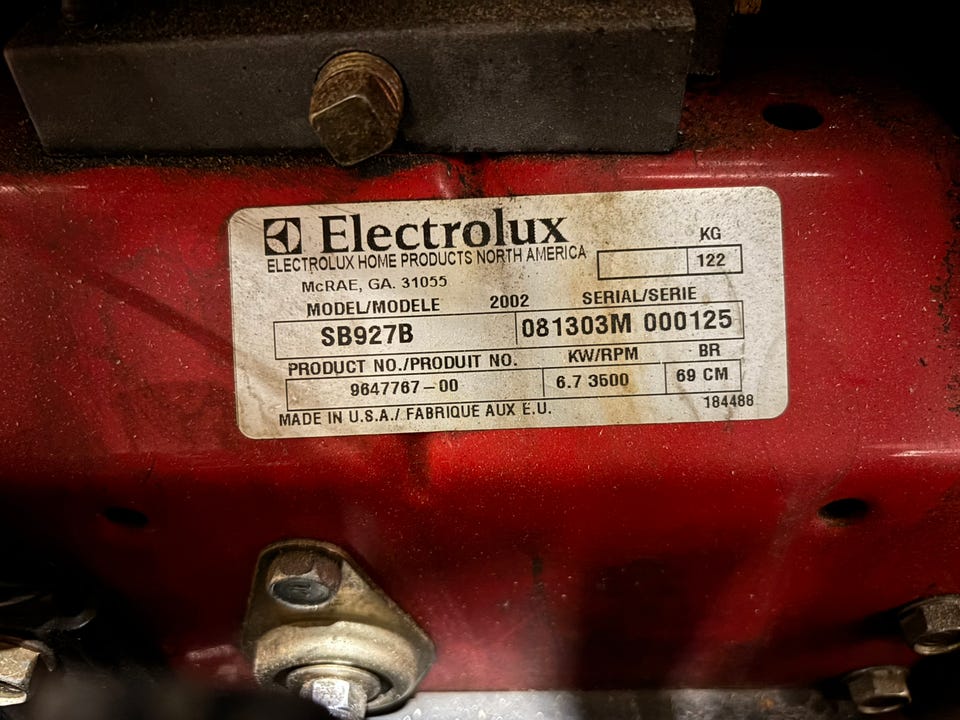 Electrolux
ELECTROLUX HOME PRODUCTS NORTH AMERICA
KG
122
McRAE, GA. 31055
MODEL/MODELE 2002 SERIAL/SERIE
SB927B 081303M 000125
PRODUCT NO./PRODUIT NO. KW/RPM BR
9647767-00 6.7 3500 69 CM
MADE IN U.S.A./ FABRIQUE AUX E.U. 184488